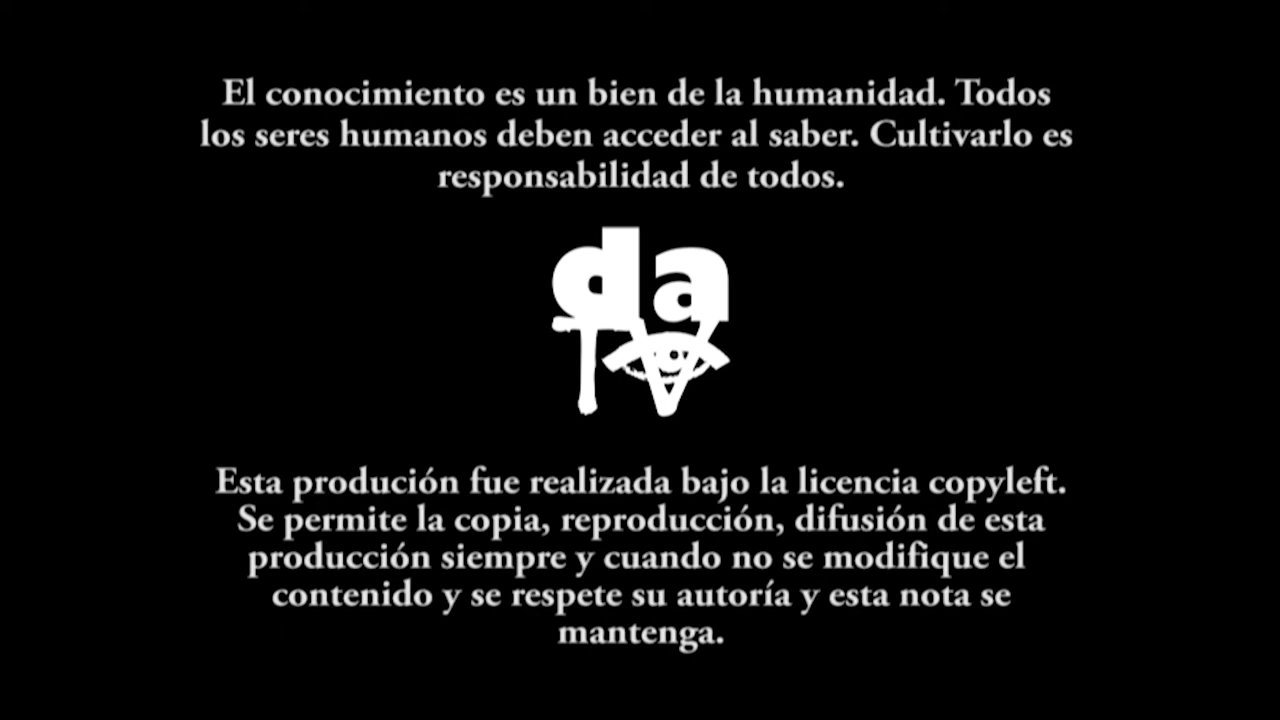 El conocimiento es un bien de la humanidad. Todos
los seres humanos deben acceder al saber. Cultivarlo es
responsabilidad de todos.
da
TV
Esta produción fue realizada bajo la licencia copyleft.
Se permite la copia, reproducción, difusión de esta
producción siempre y cuando no se modifique el
contenido y se respete su autoría y esta nota se
mantenga.